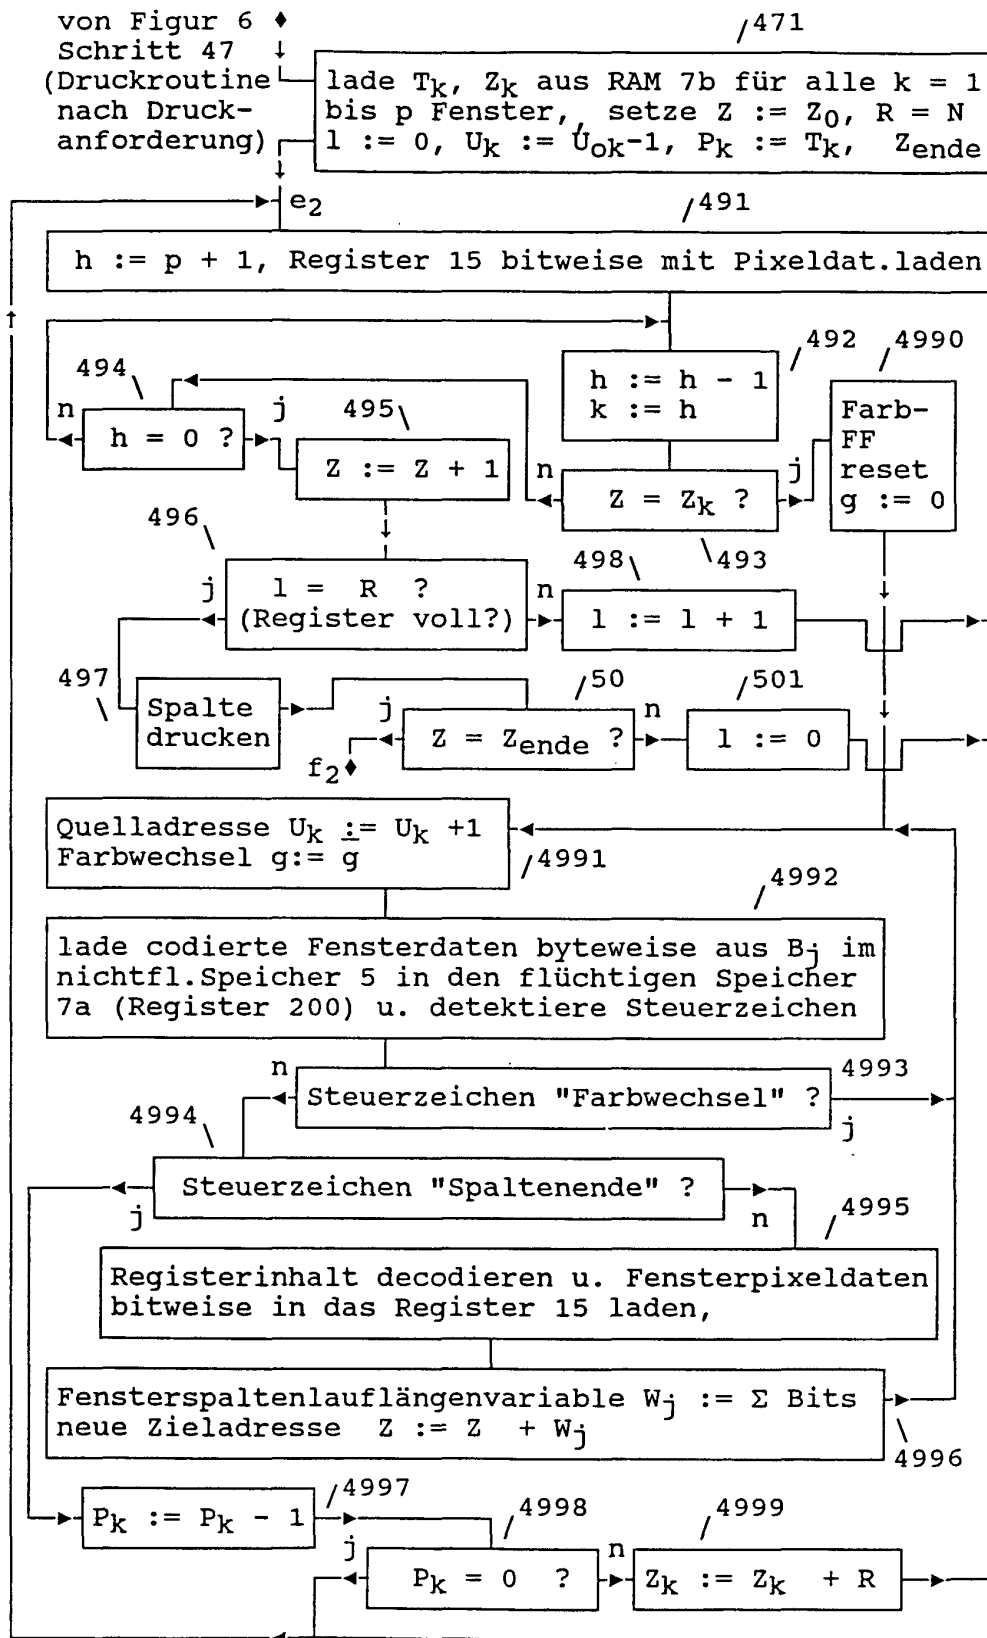 von Figur 6
Schritt 47
(Druckroutine
nach Druck-
anforderung)
471
lade Tk, Zk aus RAM 7b für alle k = 1
bis p Fenster,, setze Z := Z0, R = N
l := 0, Uk := Uok-1, Pk := Tk, Zende
e2
491
h := p + 1, Register 15 bitweise mit Pixeldat.laden
492
h := h - 1
k := h
4990
Farb-
FF
reset
g := 0
494
n
h = 0 ?
j
495
Z := Z + 1
n
Z = Zk ?
j
493
496
j
l = R ?
(Register voll?)
n
498
l := l + 1
497
Spalte
drucken
50
j
Z = Zende ?
n
f2
501
l := 0
Quelladresse Uk := Uk +1
Farbwechsel g:= g̅
4991
4992
lade codierte Fensterdaten byteweise aus Bj im
nichtfl.Speicher 5 in den flüchtigen Speicher
7a (Register 200) u. detektiere Steuerzeichen
n
Steuerzeichen "Farbwechsel" ?
4993
j
4994
Steuerzeichen "Spaltenende" ?
j
n
4995
Registerinhalt decodieren u. Fensterpixeldaten
bitweise in das Register 15 laden,
Fensterspaltenlauflängenvariable Wj := Σ Bits
neue Zieladresse Z := Z + Wj
4996
Pk := Pk - 1
4997
4998
j
Pk = 0 ?
n
4999
Zk := Zk + R